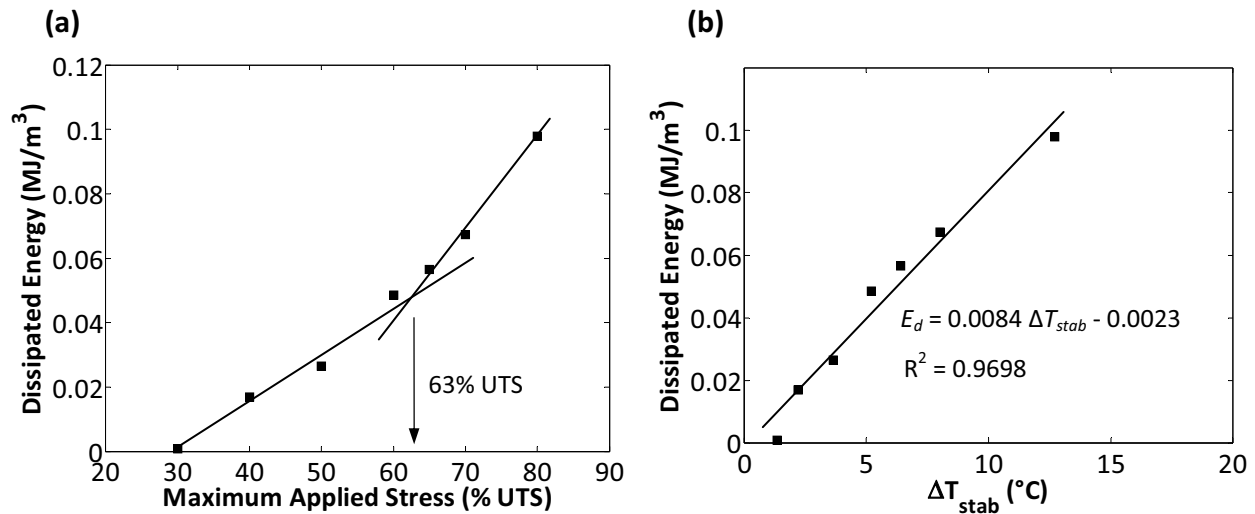 (a)
0.12
0.1
0.08
0.06
0.04
0.02
0
Dissipated Energy (MJ/m³)
63% UTS
20 30 40 50 60 70 80 90
Maximum Applied Stress (% UTS)
(b)
0.1
0.08
0.06
0.04
0.02
0
Dissipated Energy (MJ/m³)
E_d = 0.0084 ΔT_stab - 0.0023
R² = 0.9698
0 5 10 15 20
ΔT_stab (°C)